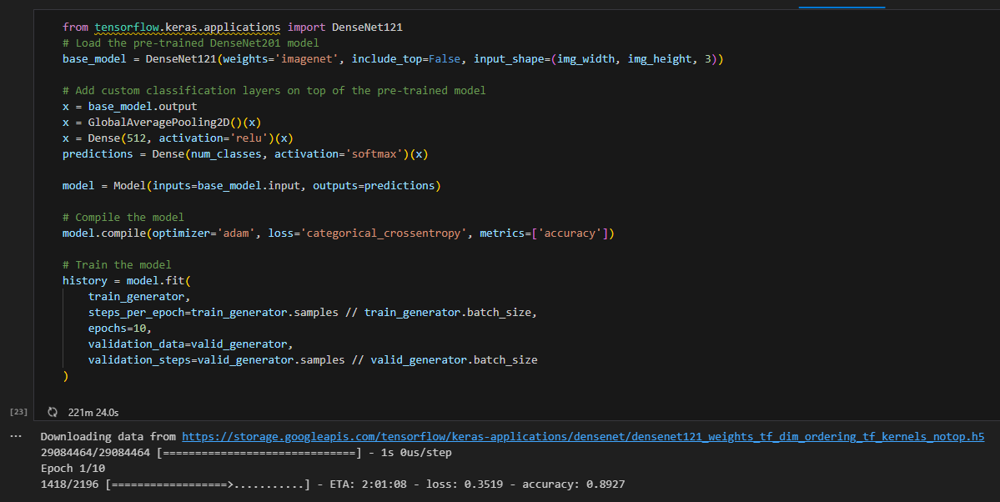 from tensorflow.keras.applications import DenseNet121
# Load the pre-trained DenseNet201 model
base_model = DenseNet121(weights='imagenet', include_top=False, input_shape=(img_width, img_height, 3))
# Add custom classification layers on top of the pre-trained model
x = base_model.output
x = GlobalAveragePooling2D()(x)
x = Dense(512, activation='relu')(x)
predictions = Dense(num_classes, activation='softmax')(x)
model = Model(inputs=base_model.input, outputs=predictions)
# Compile the model
model.compile(optimizer='adam', loss='categorical_crossentropy', metrics=['accuracy'])
# Train the model
history = model.fit(
    train_generator,
    steps_per_epoch=train_generator.samples // train_generator.batch_size,
    epochs=10,
    validation_data=valid_generator,
    validation_steps=valid_generator.samples // valid_generator.batch_size
)
[23] 221m 24.0s
... Downloading data from https://storage.googleapis.com/tensorflow/keras-applications/densenet/densenet121_weights_tf_dim_ordering_tf_kernels_notop.h5
29084464/29084464 [==============================] - 1s 0us/step
Epoch 1/10
1418/2196 [==================>...........] - ETA: 2:01:08 - loss: 0.3519 - accuracy: 0.8927